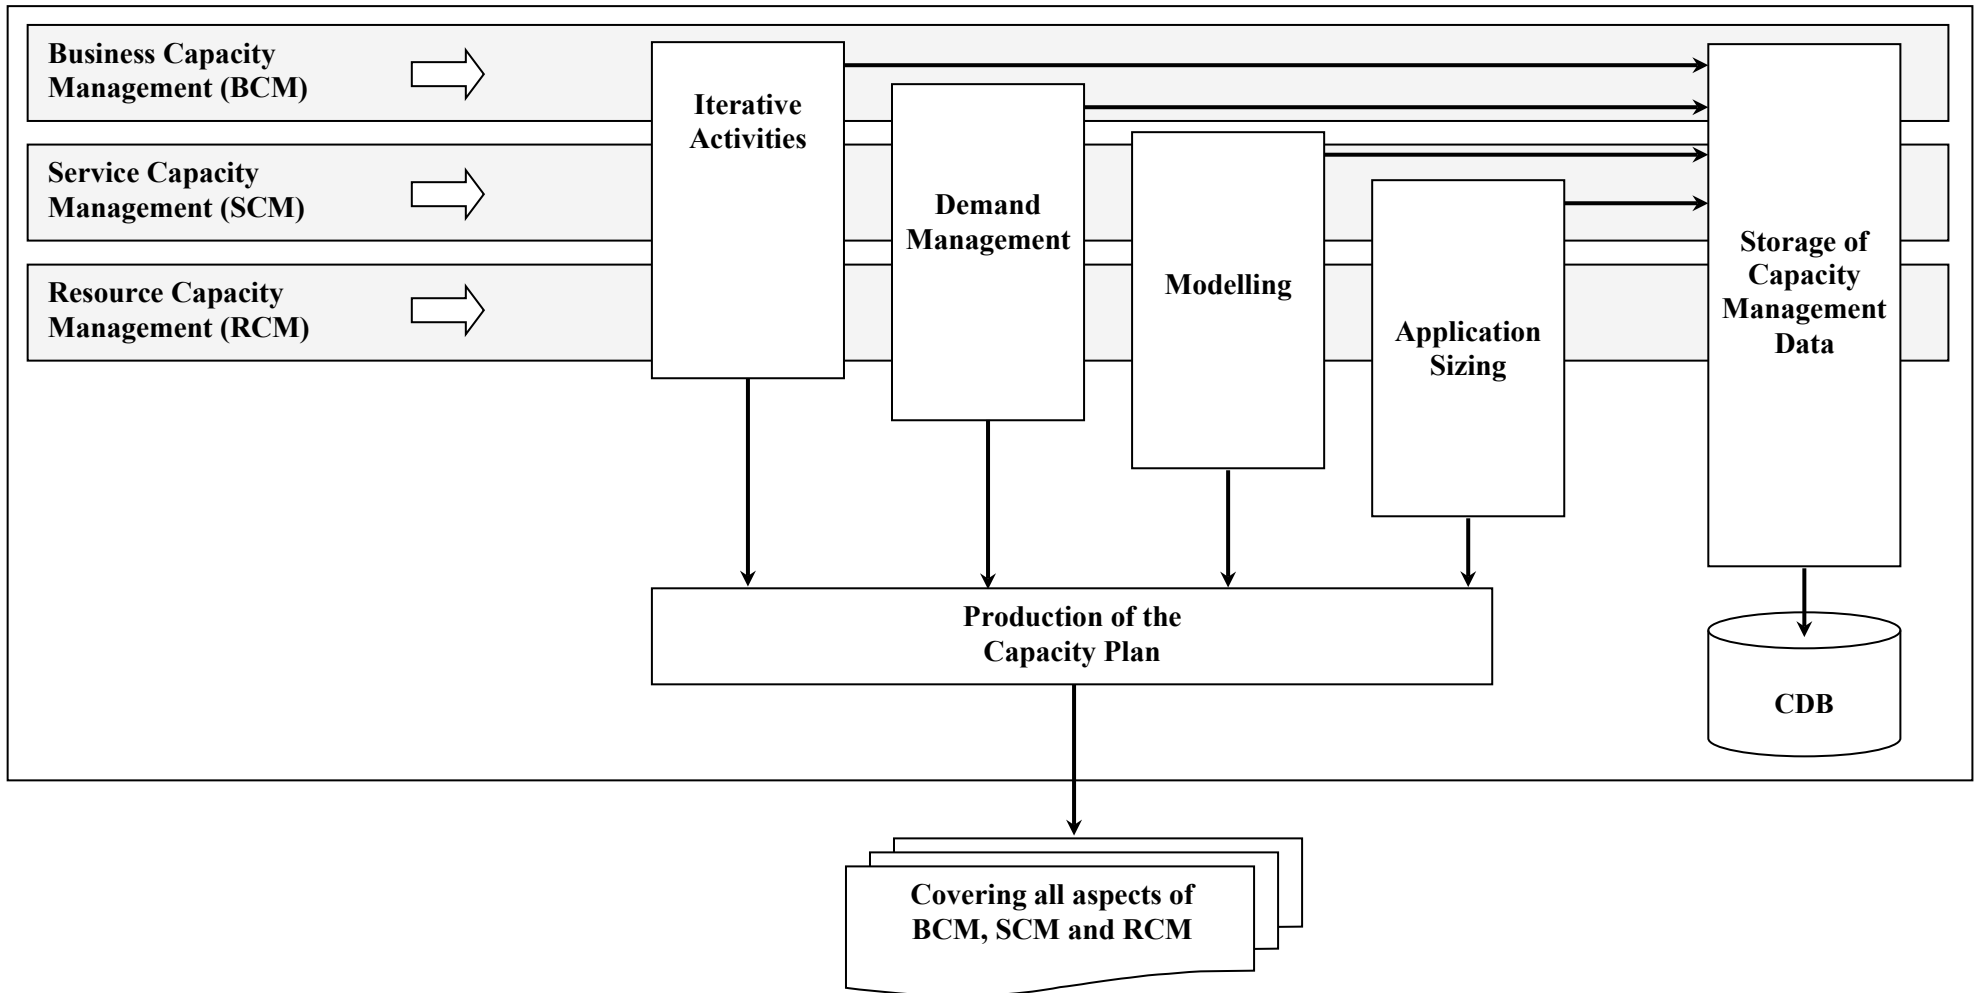 Business Capacity
Management (BCM)
Service Capacity
Management (SCM)
Resource Capacity
Management (RCM)
Iterative
Activities
Demand
Management
Modelling
Application
Sizing
Storage of
Capacity
Management
Data
Production of the
Capacity Plan
CDB
Covering all aspects of
BCM, SCM and RCM